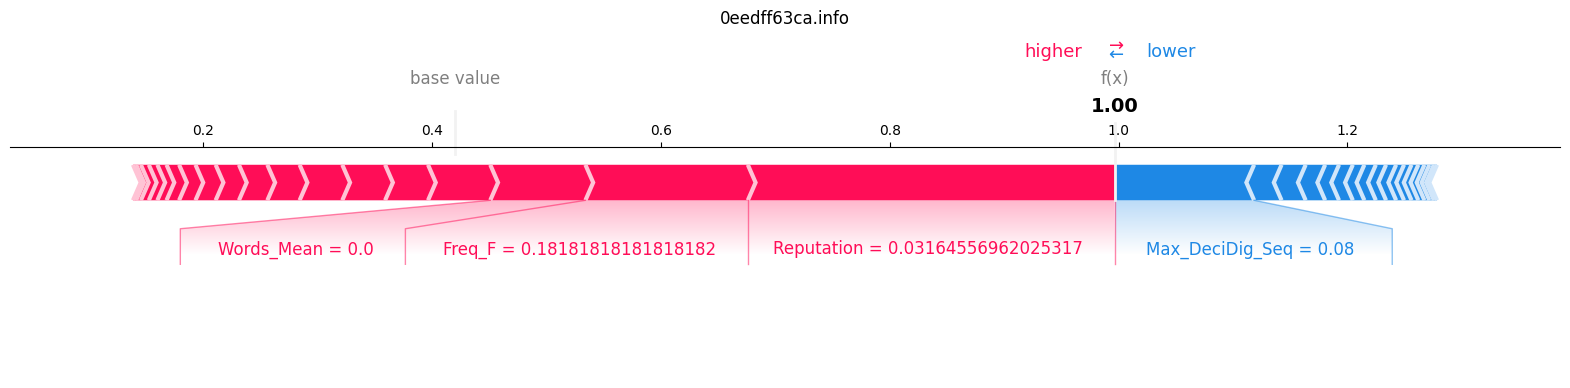 0eedff63ca.info
higher ⇄ lower
base value f(x)
1.00
0.2 0.4 0.6 0.8 1.0 1.2
Words_Mean = 0.0 Freq_F = 0.18181818181818182 Reputation = 0.03164556962025317 Max_DeciDig_Seq = 0.08